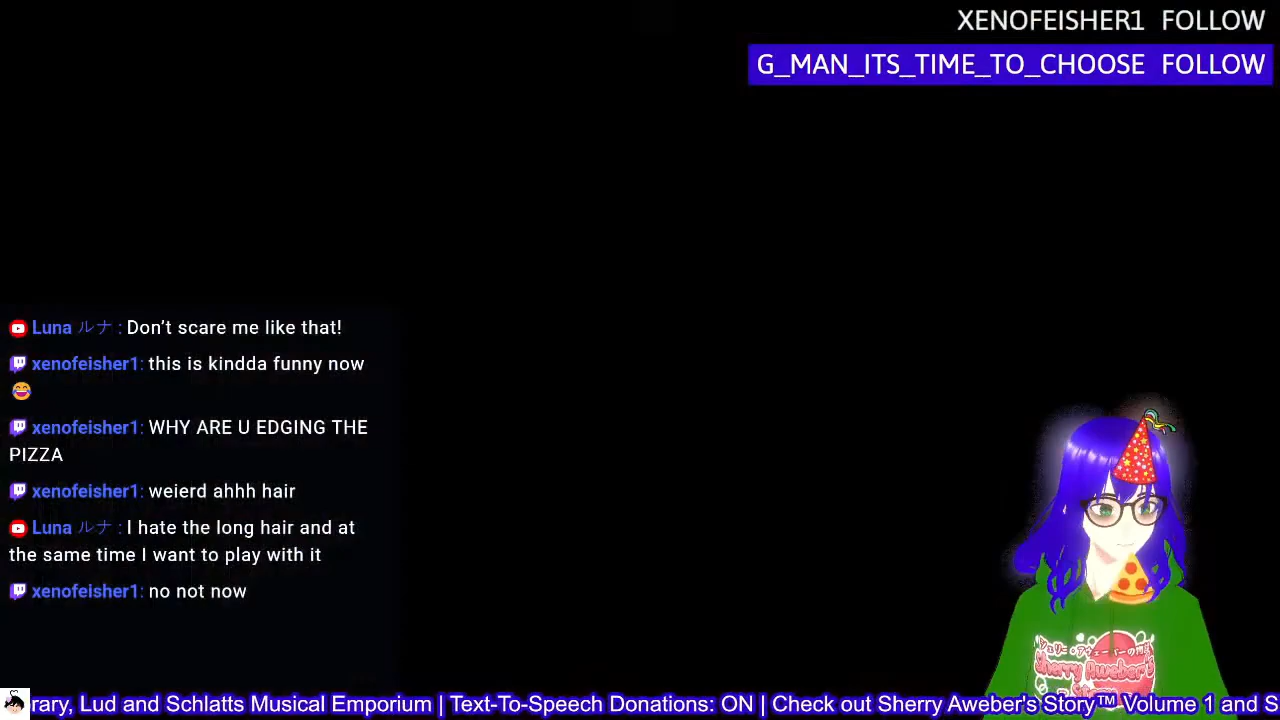 XENOFEISHER1 FOLLOW
G_MAN_ITS_TIME_TO_CHOOSE FOLLOW
Luna ルナ : Don’t scare me like that!
xenofeisher1: this is kindda funny now
😂
xenofeisher1: WHY ARE U EDGING THE
PIZZA
xenofeisher1: weierd ahhh hair
Luna ルナ : I hate the long hair and at
the same time I want to play with it
xenofeisher1: no not now
Sherry Aweber's
rary, Lud and Schlatts Musical Emporium | Text-To-Speech Donations: ON | Check out Sherry Aweber's Story™ Volume 1 and S